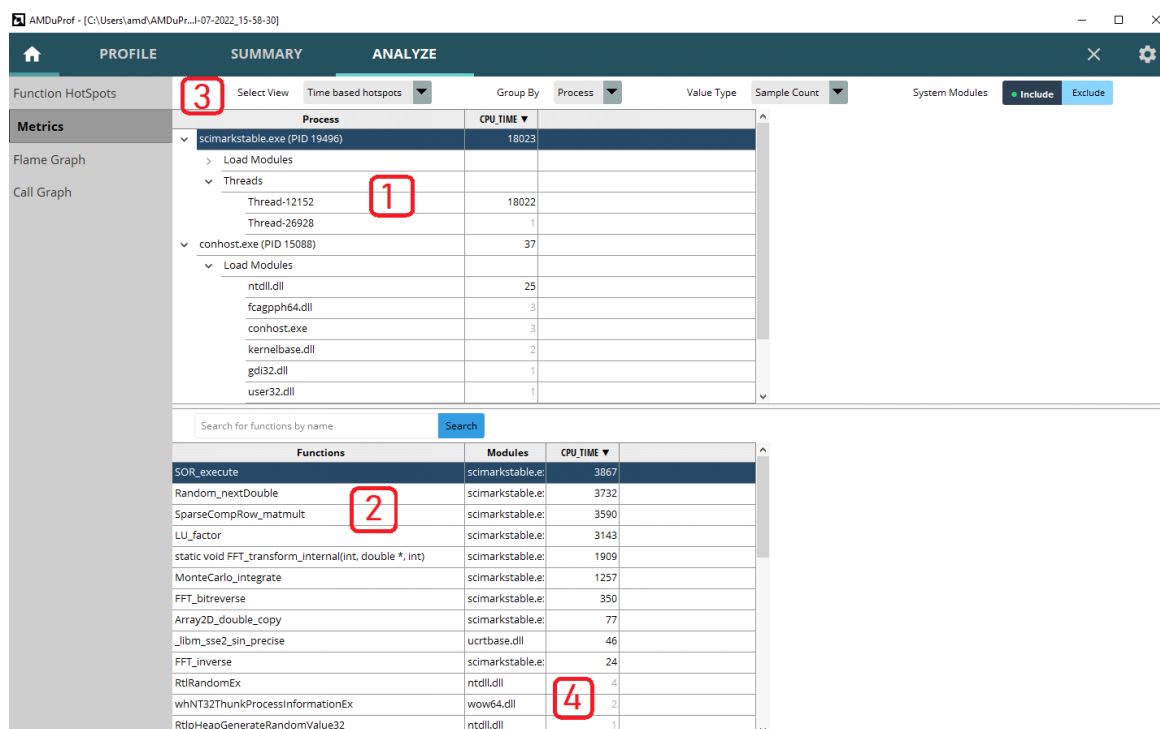 AMDuProf - [C:\Users\amd\AMDuPr...l-07-2022_15-58-30]
PROFILE SUMMARY ANALYZE
Function HotSpots
Metrics
Flame Graph
Call Graph
3 Select View Time based hotspots Group By Process Value Type Sample Count System Modules Include Exclude
Process CPU_TIME
scimarkstable.exe (PID 19496) 18023
Load Modules
Threads
1
Thread-12152 18022
Thread-26928 1
conhost.exe (PID 15088) 37
Load Modules
ntdll.dll 25
fcagpph64.dll 3
conhost.exe 3
kernelbase.dll 2
gdi32.dll 1
user32.dll 1
Search for functions by name Search
Functions Modules CPU_TIME
SOR_execute scimarkstable.e: 3867
Random_nextDouble scimarkstable.e: 3732
2
SparseCompRow_matmult scimarkstable.e: 3590
LU_factor scimarkstable.e: 3143
static void FFT_transform_internal(int, double *, int) scimarkstable.e: 1909
MonteCarlo_integrate scimarkstable.e: 1257
FFT_bitreverse scimarkstable.e: 350
Array2D_double_copy scimarkstable.e: 77
_libm_sse2_sin_precise ucrtbase.dll 46
FFT_inverse scimarkstable.e: 24
RtlRandomEx ntdll.dll 4
4
whNT32ThunkProcessInformationEx wow64.dll 2
RtlpHeapGenerateRandomValue32 ntdll.dll 1